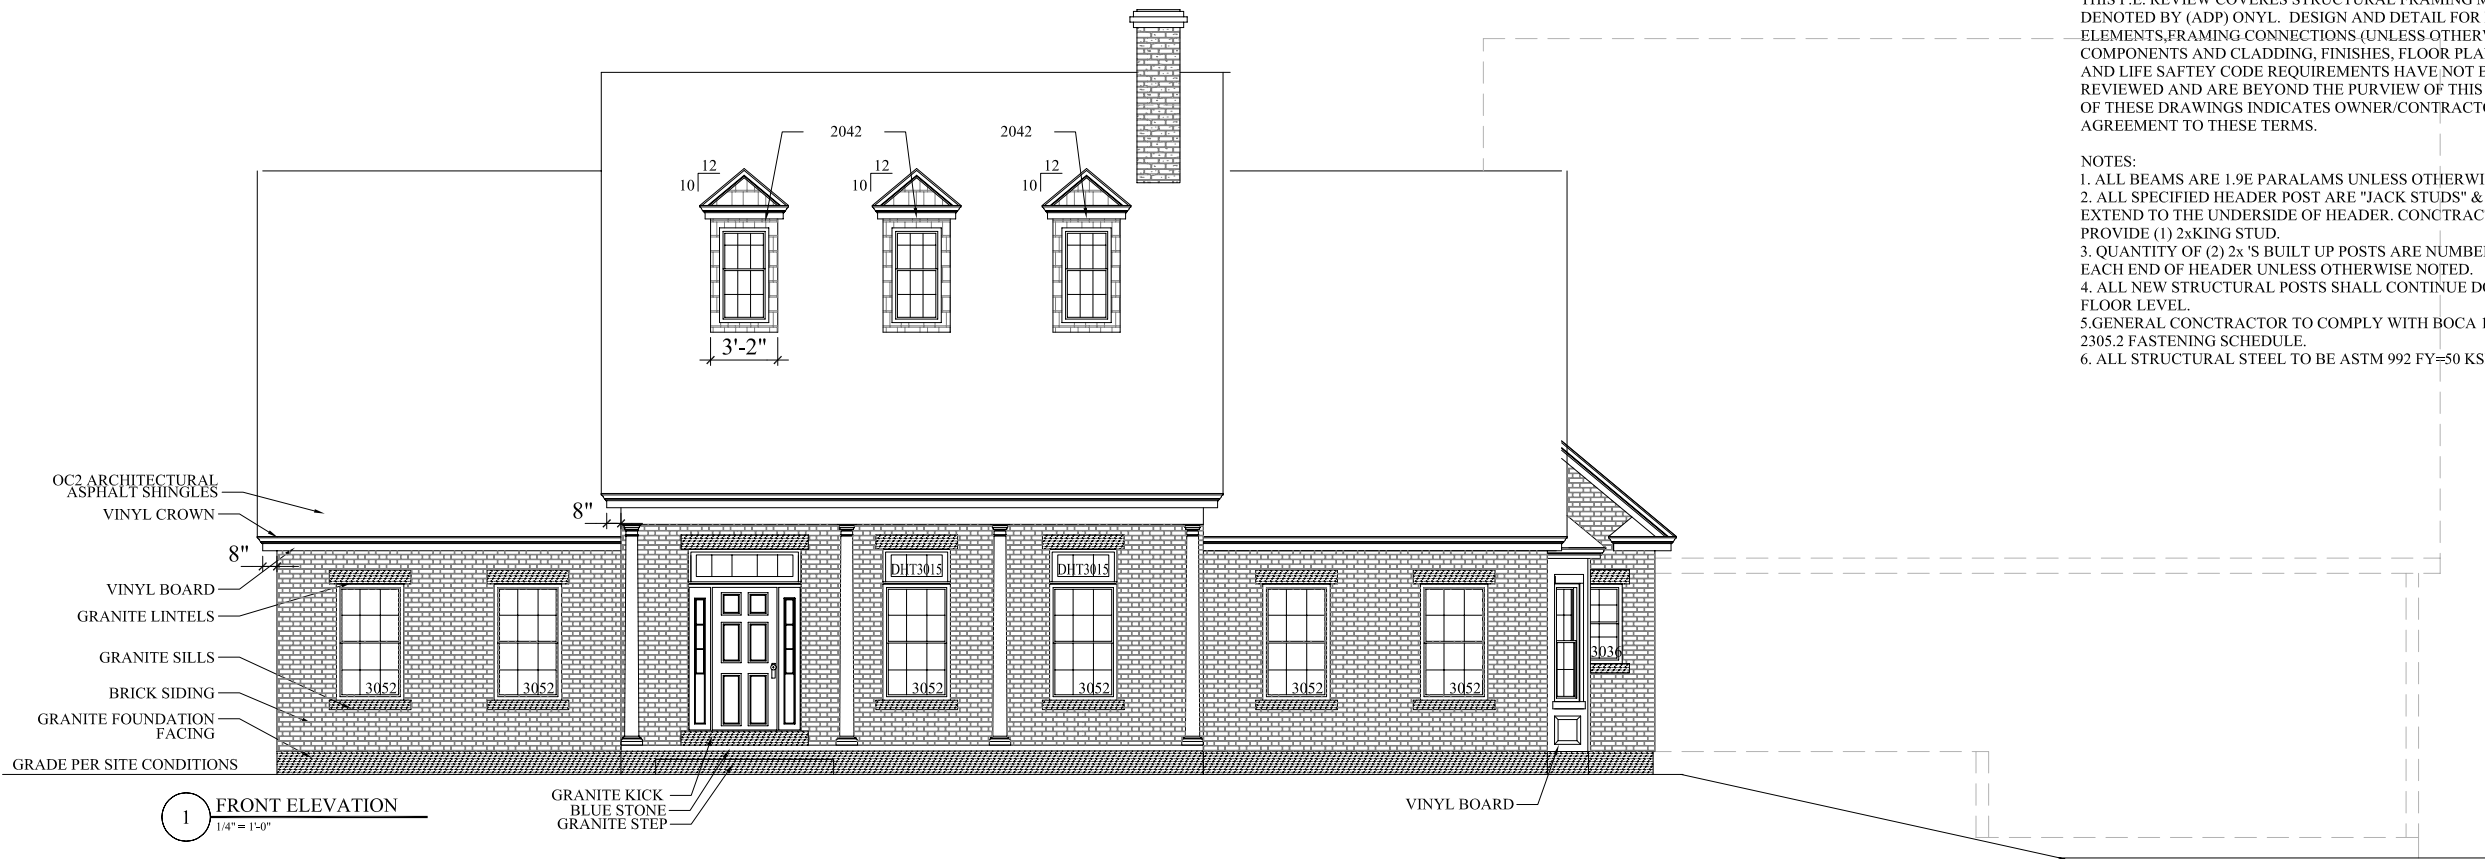 THIS P.E. REVIEW COVERES STRUCTURAL FRAMING
DENOTED BY (ADP) ONYL. DESIGN AND DETAIL FOR
ELEMENTS,FRAMING CONNECTIONS (UNLESS
COMPONENTS AND CLADDING, FINISHES, FLOOR
AND LIFE SAFTEY CODE REQUIREMENTS HAVE NOT
REVIEWED AND ARE BEYOND THE PURVIEW OF THIS
OF THESE DRAWINGS INDICATES
AGREEMENT TO THESE TERMS.
NOTES:
1. ALL BEAMS ARE 1.9E PARALAMS UNLESS
2. ALL SPECIFIED HEADER POST ARE "JACK STUDS" &
EXTEND TO THE UNDERSIDE OF HEADER.
PROVIDE (1) 2xKING STUD.
3. QUANTITY OF (2) 2x 'S BUILT UP POSTS ARE
EACH END OF HEADER UNLESS OTHERWISE NOTED.
4. ALL NEW STRUCTURAL POSTS SHALL CONTINUE
FLOOR LEVEL.
5.GENERAL CONCTRACTOR TO COMPLY WITH BOCA
2305.2 FASTENING SCHEDULE.
6. ALL STRUCTURAL STEEL TO BE ASTM 992 FY=50
2042 2042
12 12 12
10 10 10
3'-2"
OC2 ARCHITECTURAL
ASPHALT SHINGLES
VINYL CROWN
8"
8"
VINYL BOARD
GRANITE LINTELS
GRANITE SILLS
BRICK SIDING
GRANITE FOUNDATION
FACING
GRADE PER SITE CONDITIONS
DHT3015 DHT3015
3036
3052 3052 3052 3052 3052 3052
GRANITE KICK
BLUE STONE
GRANITE STEP
VINYL BOARD
1 FRONT ELEVATION
1/4" = 1'-0"